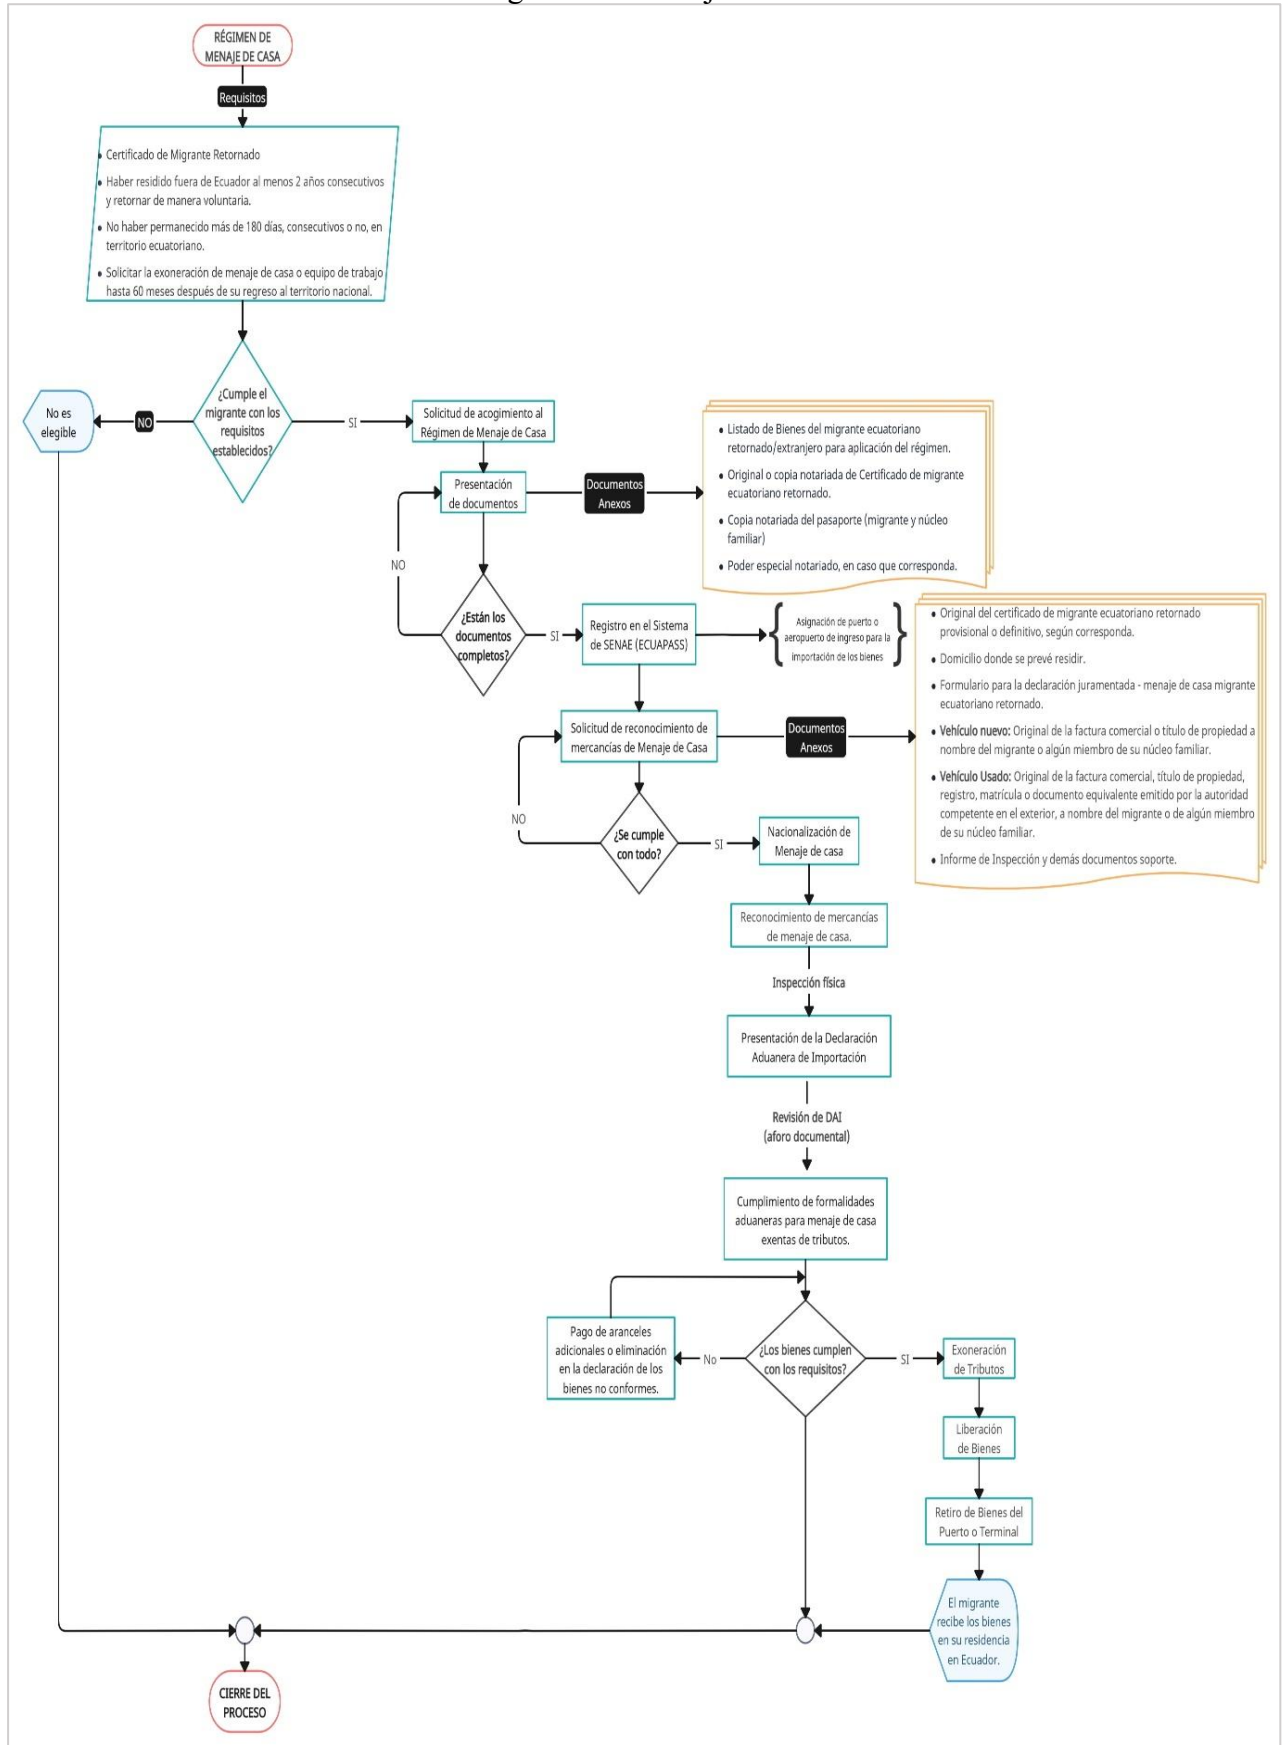 RÉGIMEN DE
MENAJE DE CASA
Requisitos
• Certificado de Migrante Retornado
• Haber residido fuera de Ecuador al menos 2 años consecutivos
y retornar de manera voluntaria.
• No haber permanecido más de 180 días, consecutivos o no, en
territorio ecuatoriano.
• Solicitar la exoneración de menaje de casa o equipo de trabajo
hasta 60 meses después de su regreso al territorio nacional.
¿Cumple el
migrante con los
requisitos
establecidos?
NO
No es
elegible
SI
Solicitud de acogimiento al
Régimen de Menaje de Casa
Presentación
de documentos
Documentos
Anexos
• Listado de Bienes del migrante ecuatoriano
retornado/extranjero para aplicación del régimen.
• Original o copia notariada de Certificado de migrante
ecuatoriano retornado.
• Copia notariada del pasaporte (migrante y núcleo
familiar)
• Poder especial notariado, en caso que corresponda.
NO
¿Están los
documentos
completos?
SI
Registro en el Sistema
de SENAE (ECUAPASS)
Asignación de puerto o
aeropuerto de ingreso para la
importación de los bienes
Solicitud de reconocimiento de
mercancías de Menaje de Casa
Documentos
Anexos
• Original del certificado de migrante ecuatoriano retornado
provisional o definitivo, según corresponda.
• Domicilio donde se prevé residir.
• Formulario para la declaración juramentada - menaje de casa migrante
ecuatoriano retornado.
• Vehículo nuevo: Original de la factura comercial o título de propiedad a
nombre del migrante o algún miembro de su núcleo familiar.
• Vehículo Usado: Original de la factura comercial, título de propiedad,
registro, matrícula o documento equivalente emitido por la autoridad
competente en el exterior, a nombre del migrante o de algún miembro
de su núcleo familiar.
• Informe de Inspección y demás documentos soporte.
NO
¿Se cumple
con todo?
SI
Nacionalización de
Menaje de casa
Reconocimiento de mercancías
de menaje de casa.
Inspección física
Presentación de la Declaración
Aduanera de Importación
Revisión de DAI
(aforo documental)
Cumplimiento de formalidades
aduaneras para menaje de casa
exentas de tributos.
Pago de aranceles
adicionales o eliminación
en la declaración de los
bienes no conformes.
No
¿Los bienes cumplen
con los requisitos?
SI
Exoneración
de Tributos
Liberación
de Bienes
Retiro de Bienes del
Puerto o Terminal
El migrante
recibe los bienes
en su residencia
en Ecuador.
CIERRE DEL
PROCESO